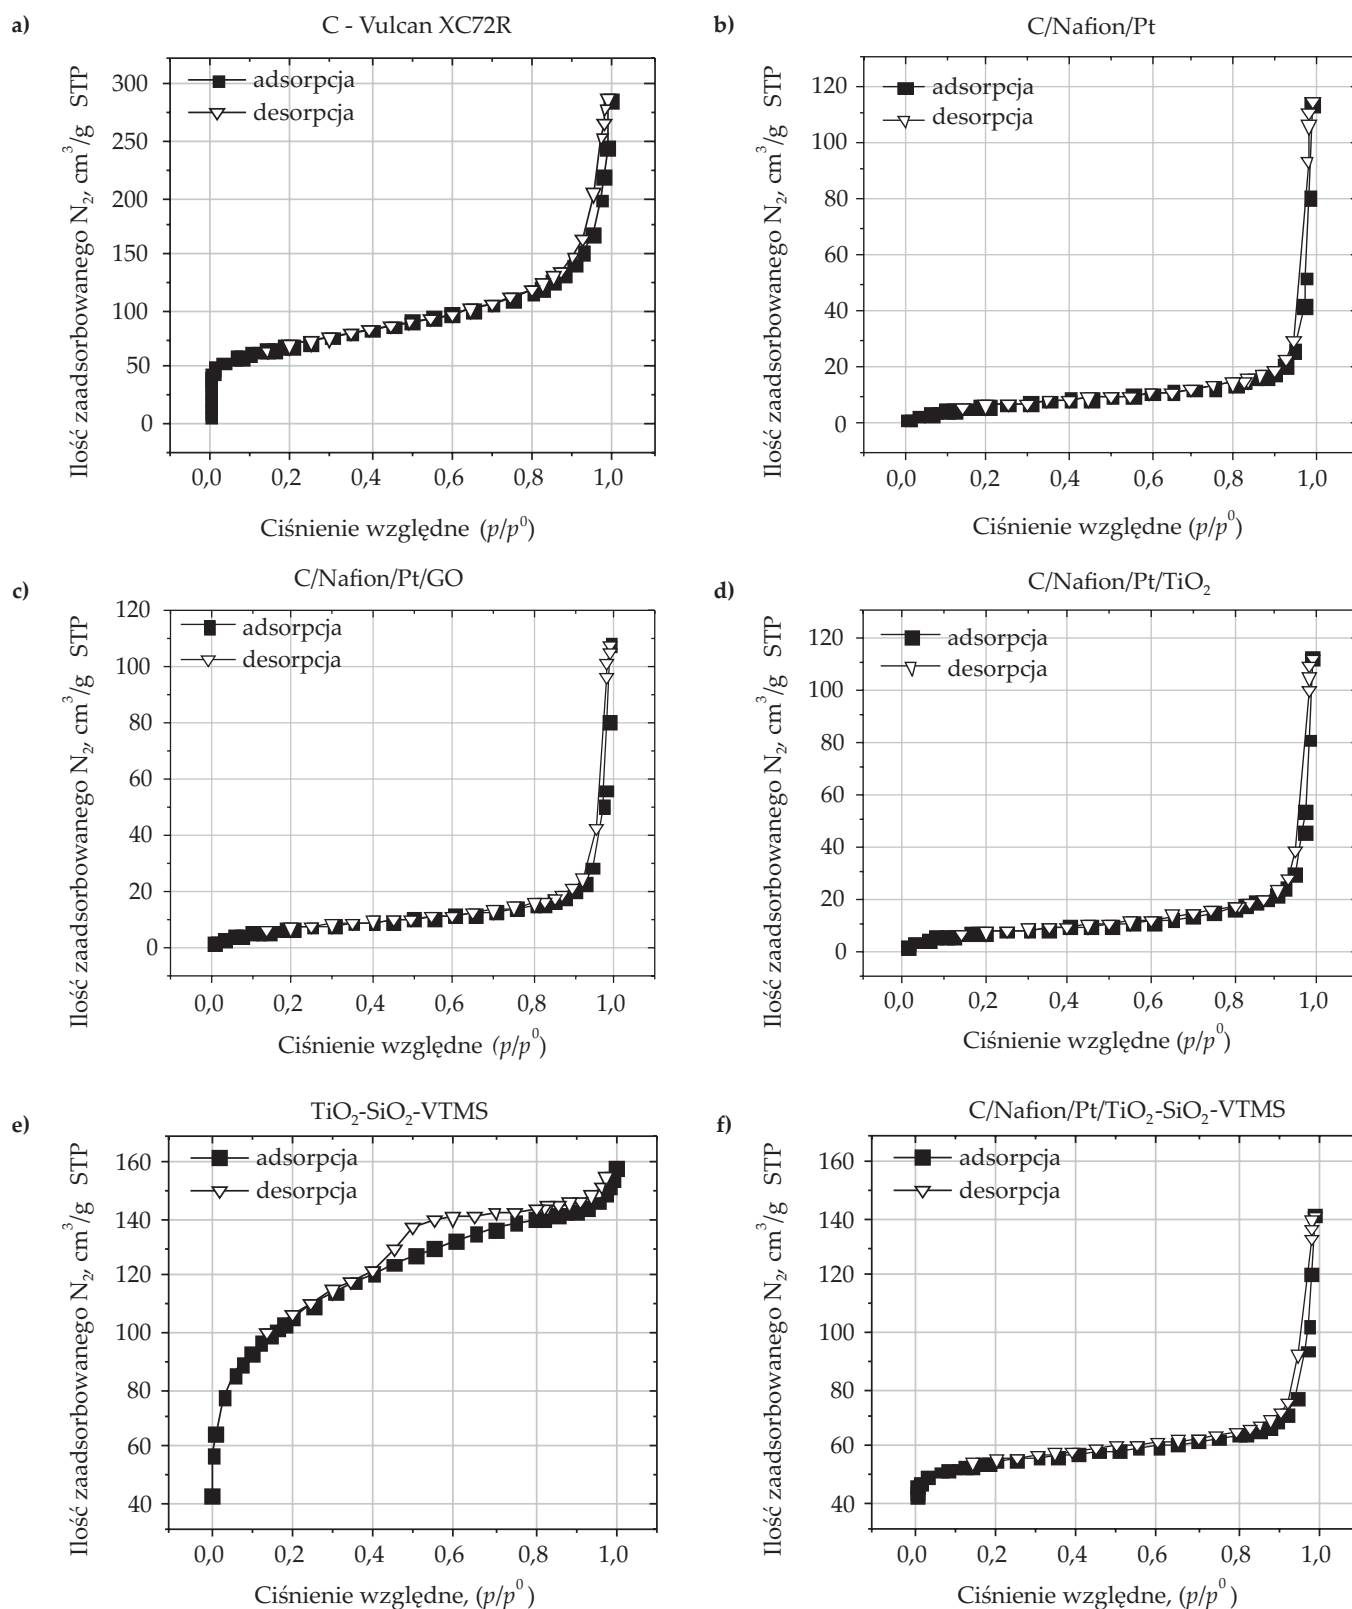 a)
C - Vulcan XC72R
Ilość zaadsorbowanego N2, cm3/g STP
adsorpcja
desorpcja
300
250
200
150
100
50
0
0,0 0,2 0,4 0,6 0,8 1,0
Ciśnienie względne (p/p0)
b)
C/Nafion/Pt
Ilość zaadsorbowanego N2, cm3/g STP
adsorpcja
desorpcja
120
100
80
60
40
20
0
0,0 0,2 0,4 0,6 0,8 1,0
Ciśnienie względne (p/p0)
c)
C/Nafion/Pt/GO
Ilość zaadsorbowanego N2, cm3/g STP
adsorpcja
desorpcja
120
100
80
60
40
20
0
0,0 0,2 0,4 0,6 0,8 1,0
Ciśnienie względne (p/p0)
d)
C/Nafion/Pt/TiO2
Ilość zaadsorbowanego N2, cm3/g STP
adsorpcja
desorpcja
120
100
80
60
40
20
0
0,0 0,2 0,4 0,6 0,8 1,0
Ciśnienie względne (p/p0)
e)
TiO2-SiO2-VTMS
Ilość zaadsorbowanego N2, cm3/g STP
adsorpcja
desorpcja
160
140
120
100
80
60
40
0,0 0,2 0,4 0,6 0,8 1,0
Ciśnienie względne, (p/p0)
f)
C/Nafion/Pt/TiO2-SiO2-VTMS
Ilość zaadsorbowanego N2, cm3/g STP
adsorpcja
desorpcja
160
140
120
100
80
60
40
0,0 0,2 0,4 0,6 0,8 1,0
Ciśnienie względne, (p/p0)